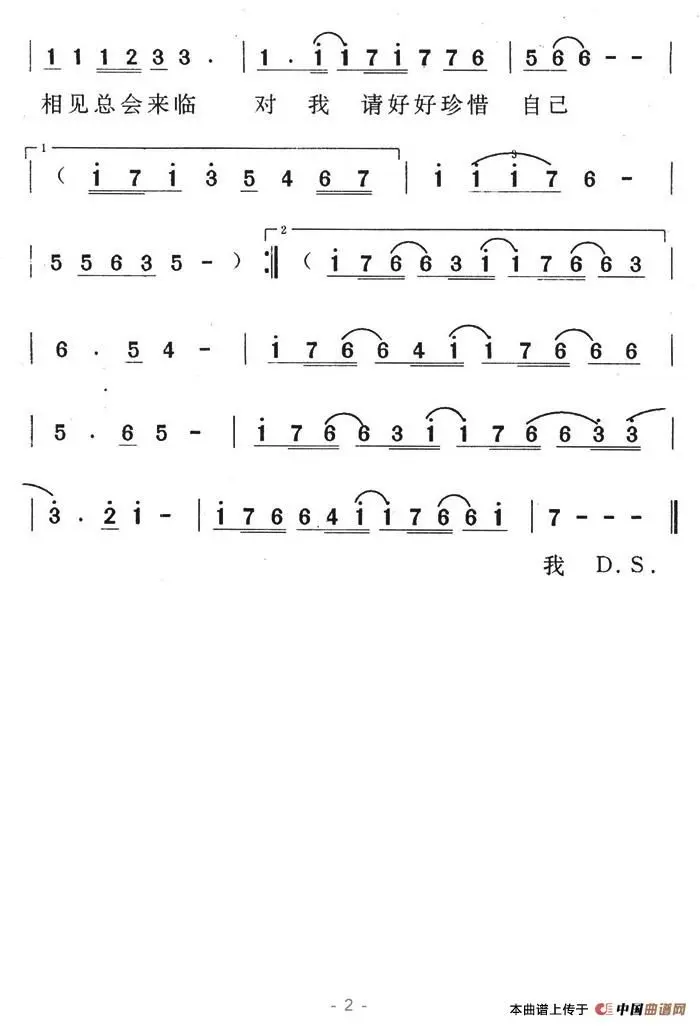 | 1 1 1 2 3 3 . | 1 . i i 7 i 7 7 6 | 5 6 6 - - |
相见总会来临 对 我 请好好珍惜 自己
1
| ( i 7 i 3 5 4 6 7 | i i i 7 6 - |
3
2
| 5 5 6 3 5 - ) :|| ( i 7 6 6 3 i i 7 6 6 3 |
| 6 . 5 4 - | i 7 6 6 4 i i 7 6 6 6 |
| 5 . 6 5 - | i 7 6 6 3 i i 7 6 6 3 3 |
| 3 . 2 i - | i 7 6 6 4 i i 7 6 6 i | 7 - - - ||
我 D. S.
- 2 -
本曲谱上传于 中国曲谱网